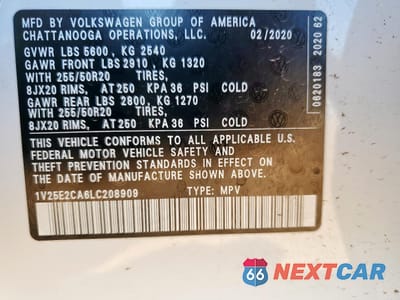 MFD BY VOLKSWAGEN GROUP OF AMERICA
CHATTANOOGA OPERATIONS, LLC. 02/2020
GVWR LBS 5600 , KG 2540
GAWR FRONT LBS 2910 , KG 1320
WITH 255/50R20 TIRES,
8JX20 RIMS, AT 250 KPA 36 PSI COLD
GAWR REAR LBS 2800, KG 1270
WITH 255/50R20 TIRES,
8JX20 RIMS, AT 250 KPA 36 PSI COLD
THIS VEHICLE CONFORMS TO ALL APPLICABLE U.S.
FEDERAL MOTOR VEHICLE SAFETY AND
THEFT PREVENTION STANDARDS IN EFFECT ON THE
DATE OF MANUFACTURE SHOWN ABOVE.
1V25E2CA6LC208909 TYPE: MPV
0620183 2020 62
66 NEXTCAR